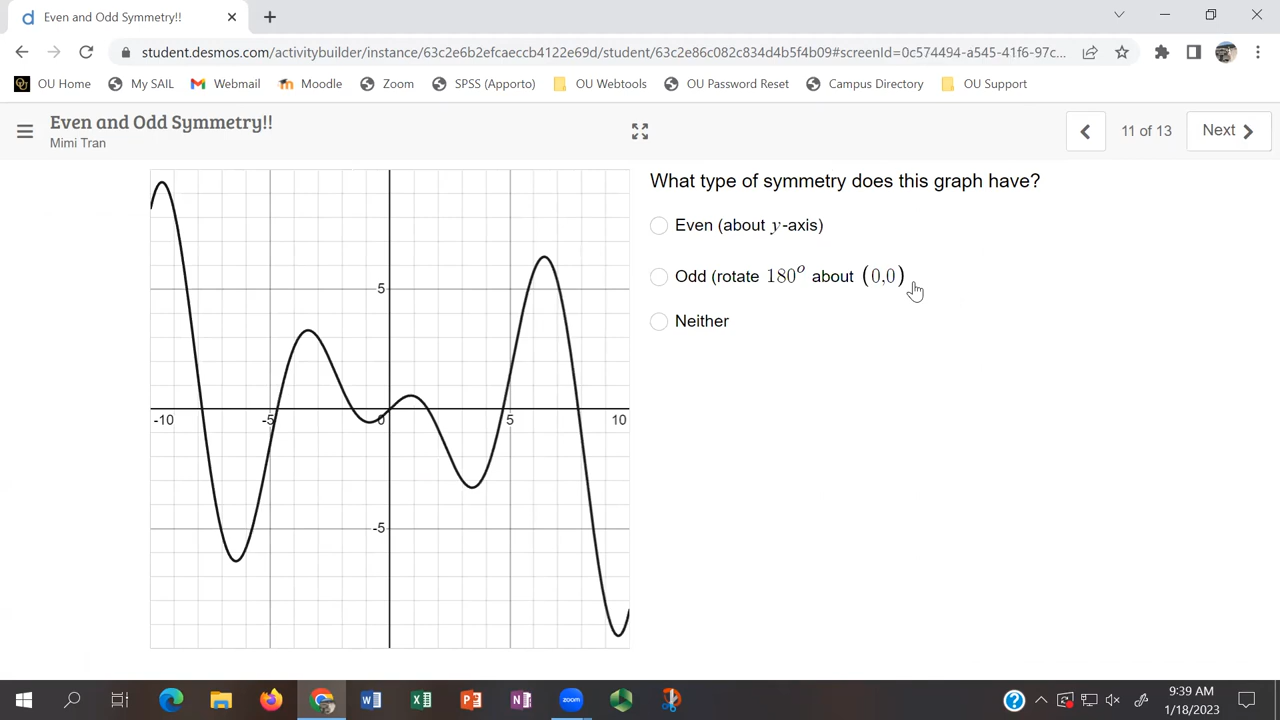 Even and Odd Symmetry!!
student.desmos.com/activitybuilder/instance/63c2e6b2efcaecb4122e69d/student/63c2e86c082c834d4b5f4b09#screenId=0c574494-a545-41f6-97c...
OU Home My SAIL Webmail Moodle Zoom SPSS (Apporto) OU Webtools OU Password Reset Campus Directory OU Support
Even and Odd Symmetry!!
Mimi Tran
11 of 13
Next
What type of symmetry does this graph have?
Even (about y-axis)
Odd (rotate 180° about (0,0)
Neither
5
-10 -5 0 5 10
-5
9:39 AM
1/18/2023